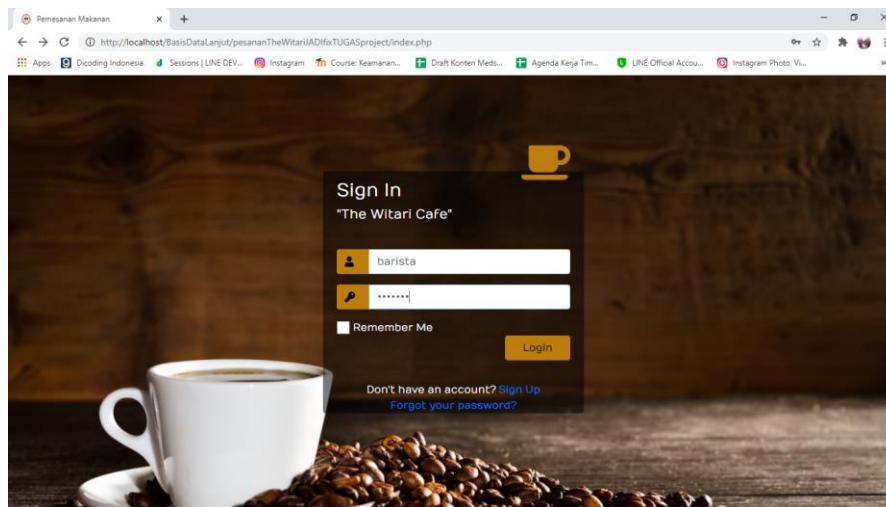 Pemesanan Makanan
http://localhost/BasisDataLanjut/pesananTheWitariJADIfixTUGASproject/index.php
Apps Dicoding Indonesia Sessions | LINE DEV... Instagram Course: Keamanan... Draft Konten Meds... Agenda Kerja Tim... LINE Official Accou... Instagram Photo, Vi...
Sign In
"The Witari Cafe"
barista
Remember Me
Login
Don't have an account? Sign Up
Forgot your password?